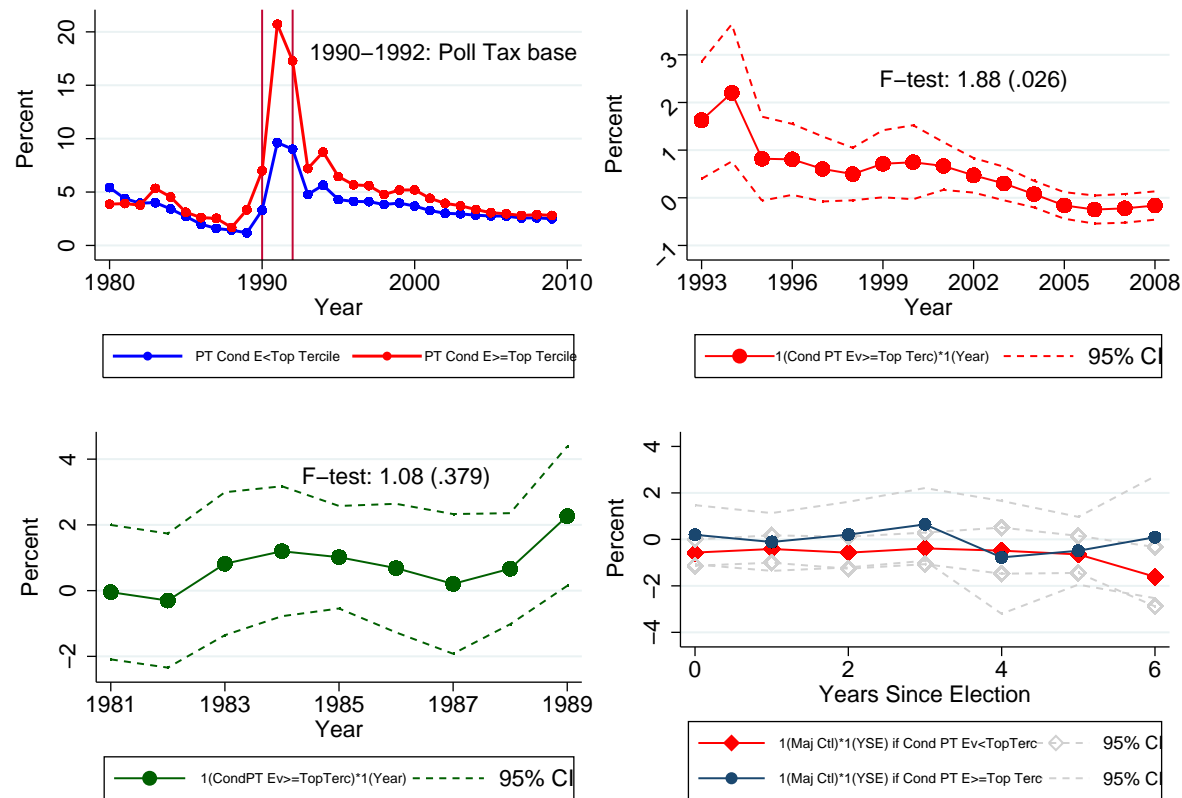 Percent
20
15
10
5
0
1990−1992: Poll Tax base
1980 1990 2000 2010
Year
PT Cond E<Top Tercile PT Cond E>=Top Tercile
Percent
3
2
1
0
−1
F−test: 1.88 (.026)
1993 1996 1999 2002 2005 2008
Year
1(Cond PT Ev>=Top Terc)*1(Year) 95% CI
Percent
4
2
0
−2
F−test: 1.08 (.379)
1981 1983 1985 1987 1989
Year
1(CondPT Ev>=TopTerc)*1(Year) 95% CI
Percent
4
2
0
−2
−4
0 2 4 6
Years Since Election
1(Maj Ctl)*1(YSE) if Cond PT Ev<TopTerc 95% CI
1(Maj Ctl)*1(YSE) if Cond PT E>=Top Terc 95% CI